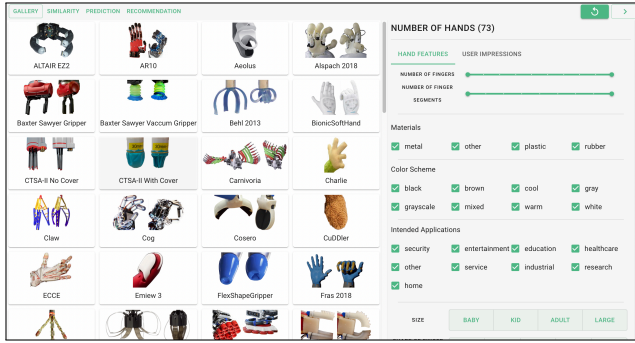 GALLERY SIMILARITY PREDICTION RECOMMENDATION
ALTAIR EZ2 AR10 Aeolus Alspach 2018
Baxter Sawyer Gripper Baxter Sawyer Vaccum Gripper Behl 2013 BionicSoftHand
CTSA-II No Cover CTSA-II With Cover Carnivoria Charlie
Claw Cog Cosero CuDDler
ECCE Emiew 3 FlexShapeGripper Fras 2018
NUMBER OF HANDS (73)
HAND FEATURES USER IMPRESSIONS
NUMBER OF FINGERS
NUMBER OF FINGER
SEGMENTS
Materials
metal other plastic rubber
Color Scheme
black brown cool gray
grayscale mixed warm white
Intended Applications
security entertainment education healthcare
other service industrial research
home
SIZE BABY KID ADULT LARGE